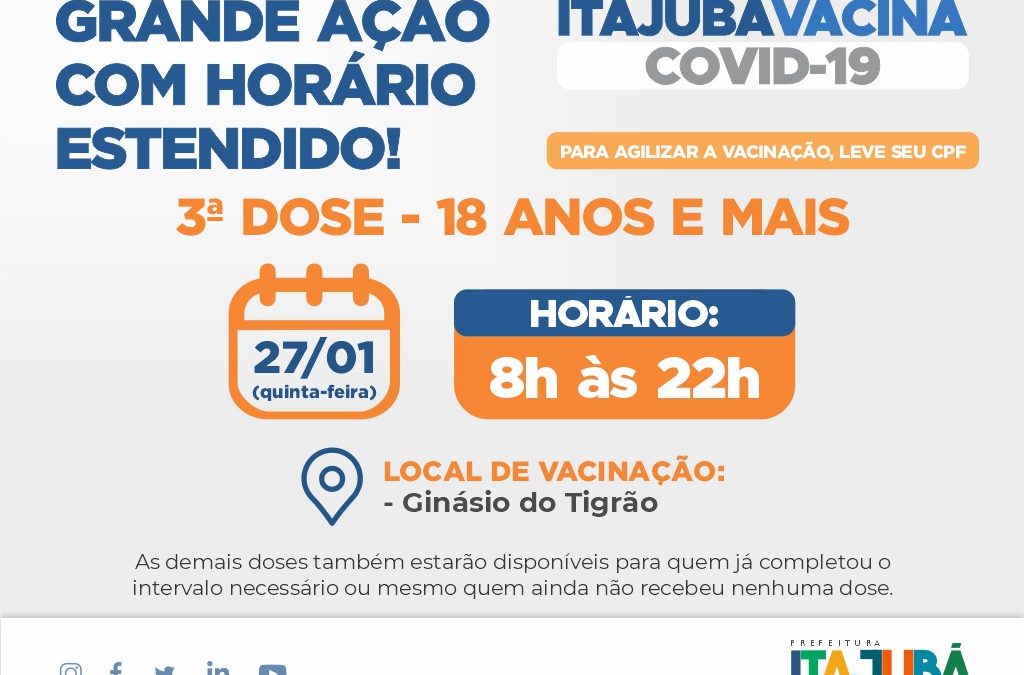 GRANDE AÇÃO
COM HORÁRIO
ESTENDIDO!
ITAJUBÁVACINA
COVID-19
PARA AGILIZAR A VACINAÇÃO, LEVE SEU CPF
3ª DOSE - 18 ANOS E MAIS
27/01
(quinta-feira)
HORÁRIO:
8h às 22h
LOCAL DE VACINAÇÃO:
- Ginásio do Tigrão
As demais doses também estarão disponíveis para quem já completou o
intervalo necessário ou mesmo quem ainda não recebeu nenhuma dose.
PREFEITURA
ITAJUBÁ